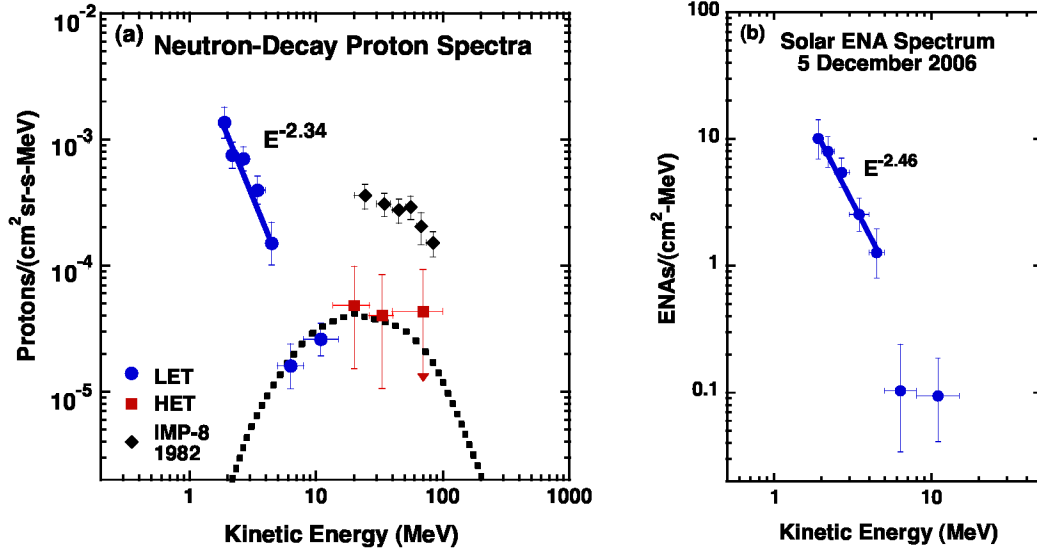 (a)
Neutron-Decay Proton Spectra
E^-2.34
LET
HET
IMP-8
1982
10^-2
10^-3
10^-4
10^-5
Protons/(cm^2 sr-s-MeV)
1
10
100
1000
Kinetic Energy (MeV)
(b)
Solar ENA Spectrum
5 December 2006
E^-2.46
100
10
1
0.1
ENAs/(cm^2-MeV)
1
10
Kinetic Energy (MeV)